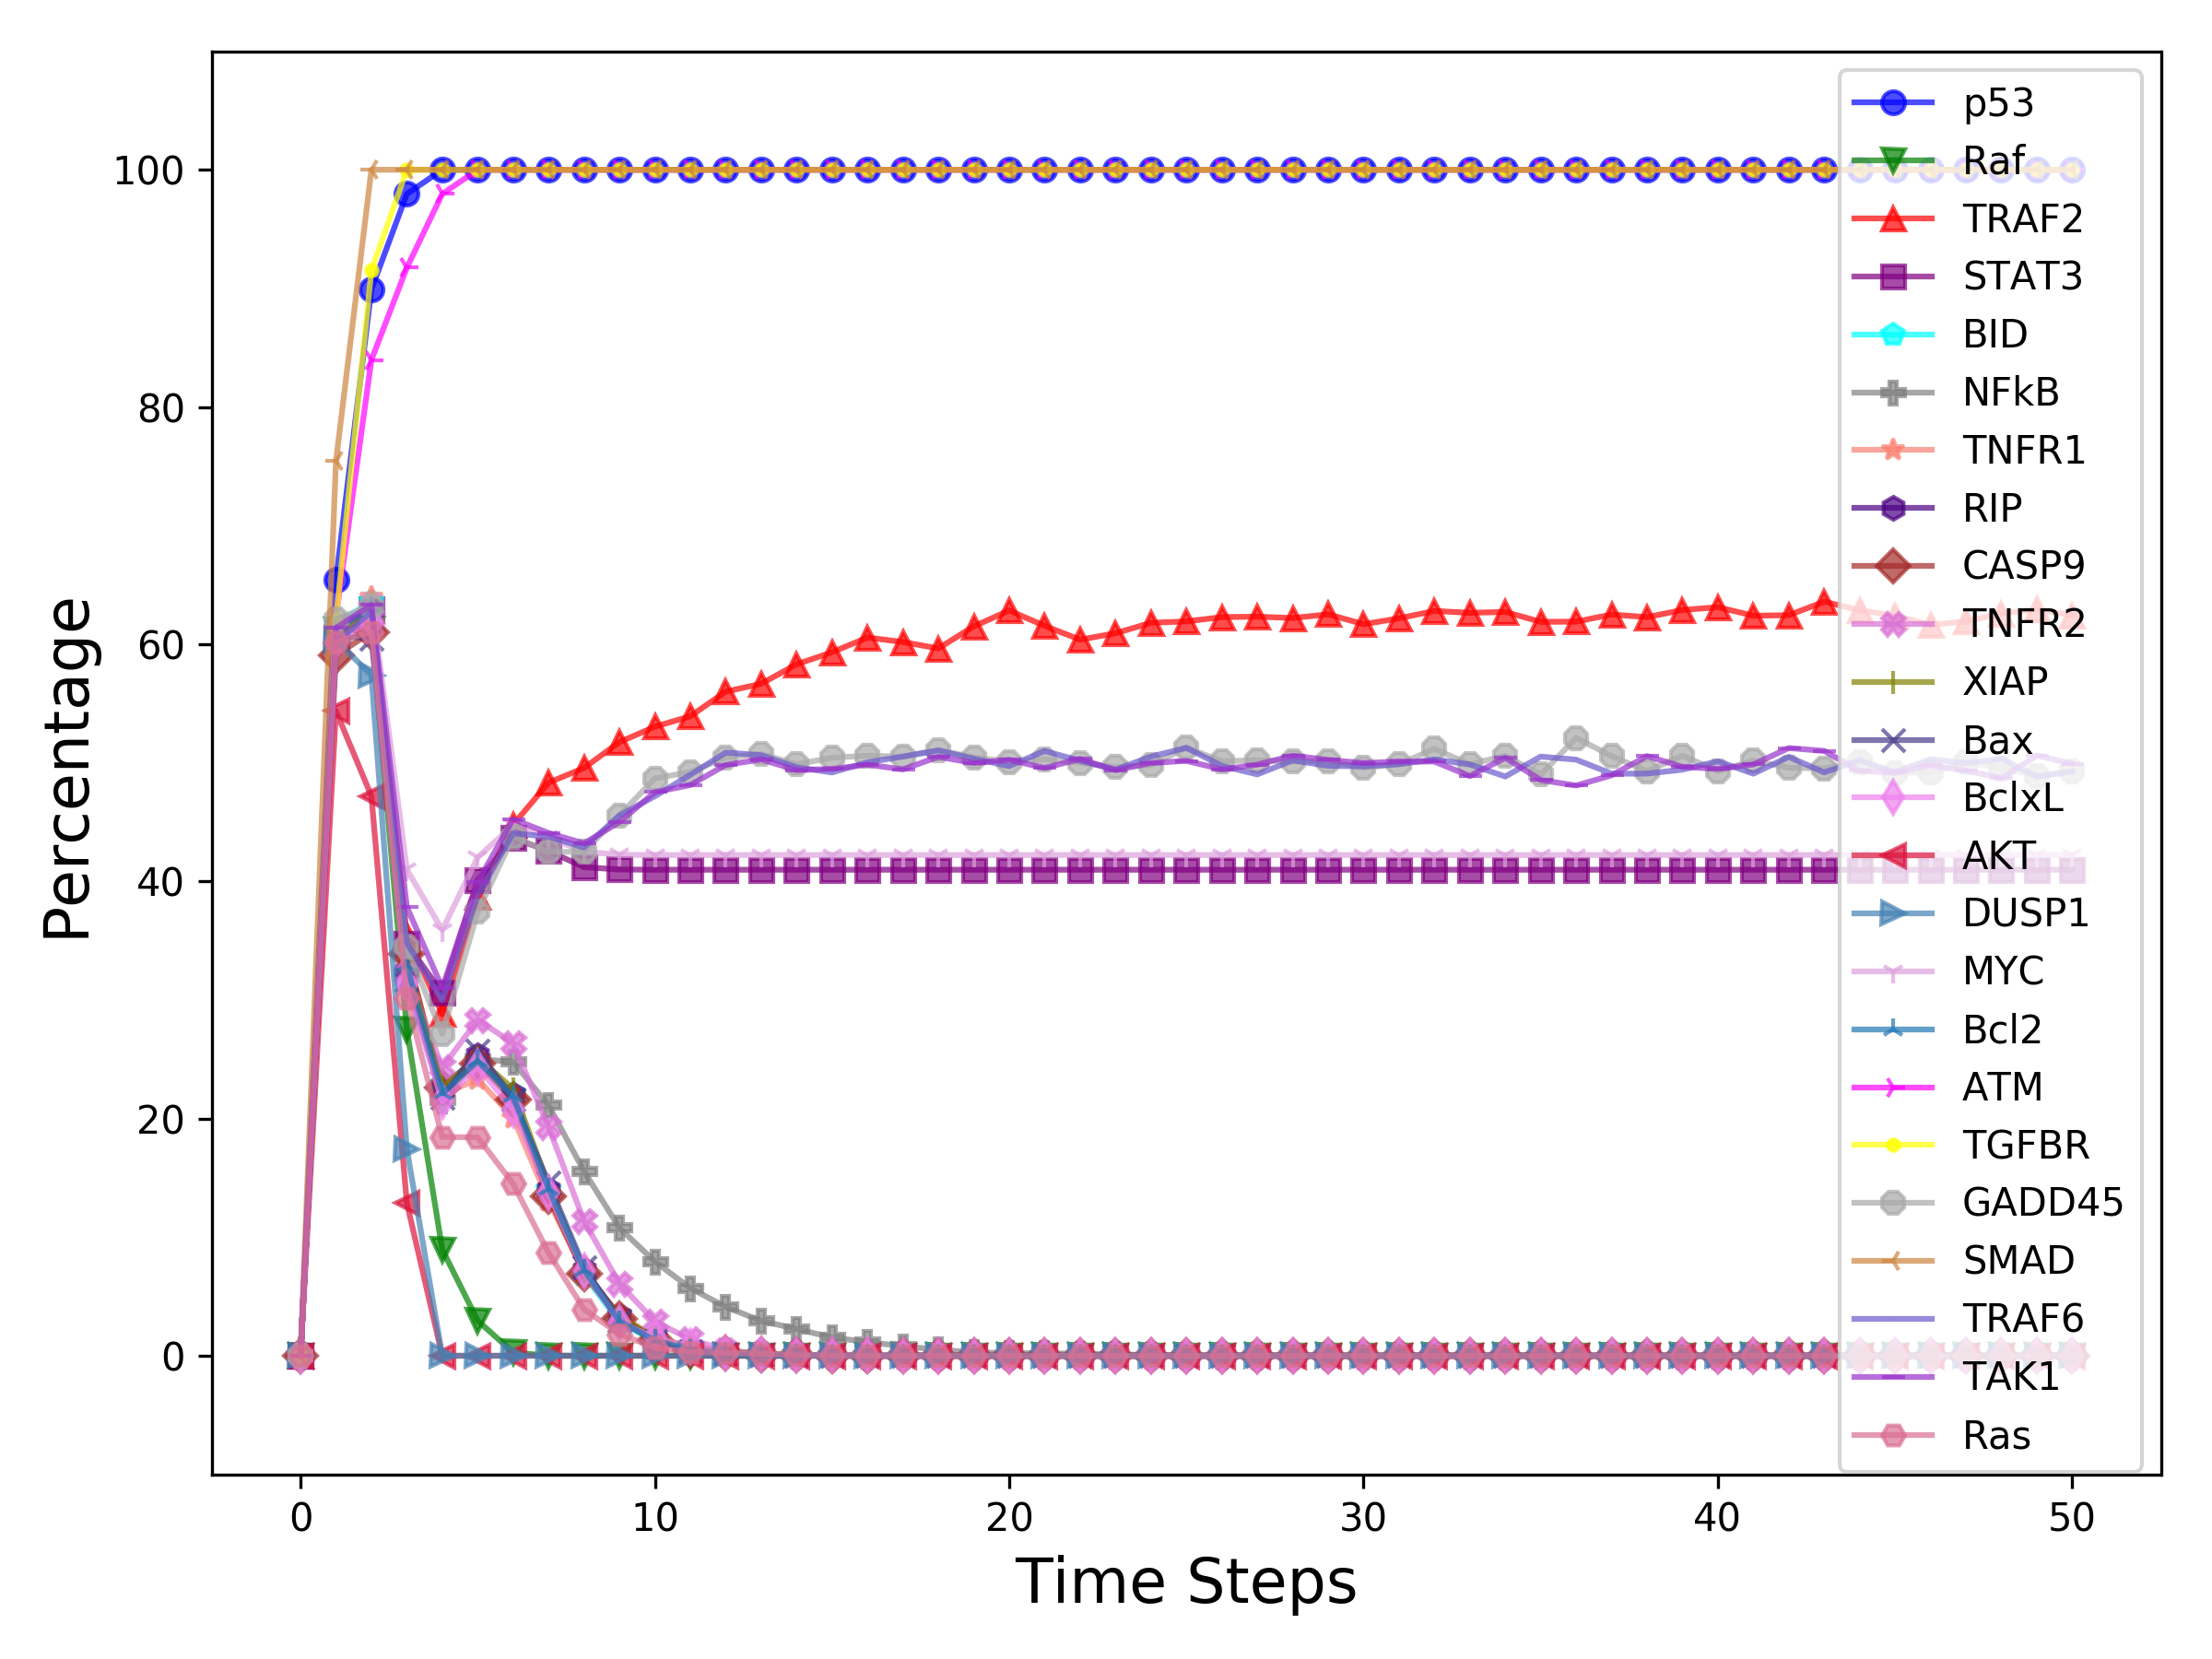 Percentage
100
80
60
40
20
0
0 10 20 30 40 50
Time Steps
p53
Raf
TRAF2
STAT3
BID
NFkB
TNFR1
RIP
CASP9
TNFR2
XIAP
Bax
BclxL
AKT
DUSP1
MYC
Bcl2
ATM
TGFBR
GADD45
SMAD
TRAF6
TAK1
Ras